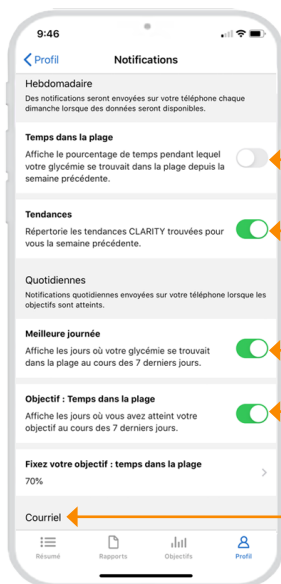 9:46
Profil
Notifications
Hebdomadaire
Des notifications seront envoyées sur votre téléphone chaque
dimanche lorsque des données seront disponibles.
Temps dans la plage
Affiche le pourcentage de temps pendant lequel
votre glycémie se trouvait dans la plage depuis la
semaine précédente.
Tendances
Répertorie les tendances CLARITY trouvées pour
vous la semaine précédente.
Quotidiennes
Notifications quotidiennes envoyées sur votre téléphone lorsque les
objectifs sont atteints.
Meilleure journée
Affiche les jours où votre glycémie se trouvait
dans la plage au cours des 7 derniers jours.
Objectif : Temps dans la plage
Affiche les jours où vous avez atteint votre
objectif au cours des 7 derniers jours.
Fixez votre objectif : temps dans la plage
70%
Courriel
Résumé
Rapports
Objectifs
Profil